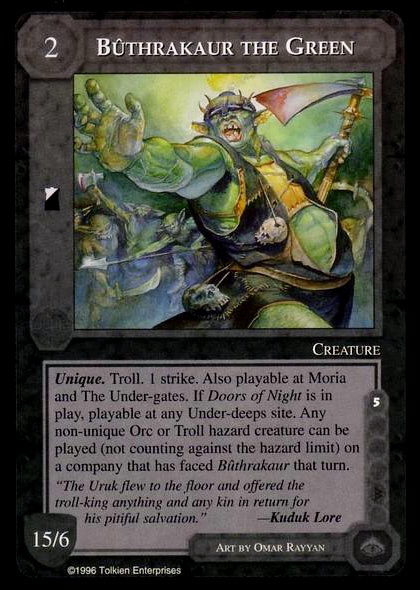 2
BÛTHRAKAUR THE GREEN
CREATURE
Unique. Troll. 1 strike. Also playable at Moria
and The Under-gates. If Doors of Night is in
play, playable at any Under-deeps site. Any
non-unique Orc or Troll hazard creature can be
played (not counting against the hazard limit) on
a company that has faced Bûthrakaur that turn.
5
“The Uruk flew to the floor and offered the
troll-king anything and any kin in return for
his pitiful salvation.” —Kuduk Lore
15/6
ART BY OMAR RAYYAN
©1996 Tolkien Enterprises